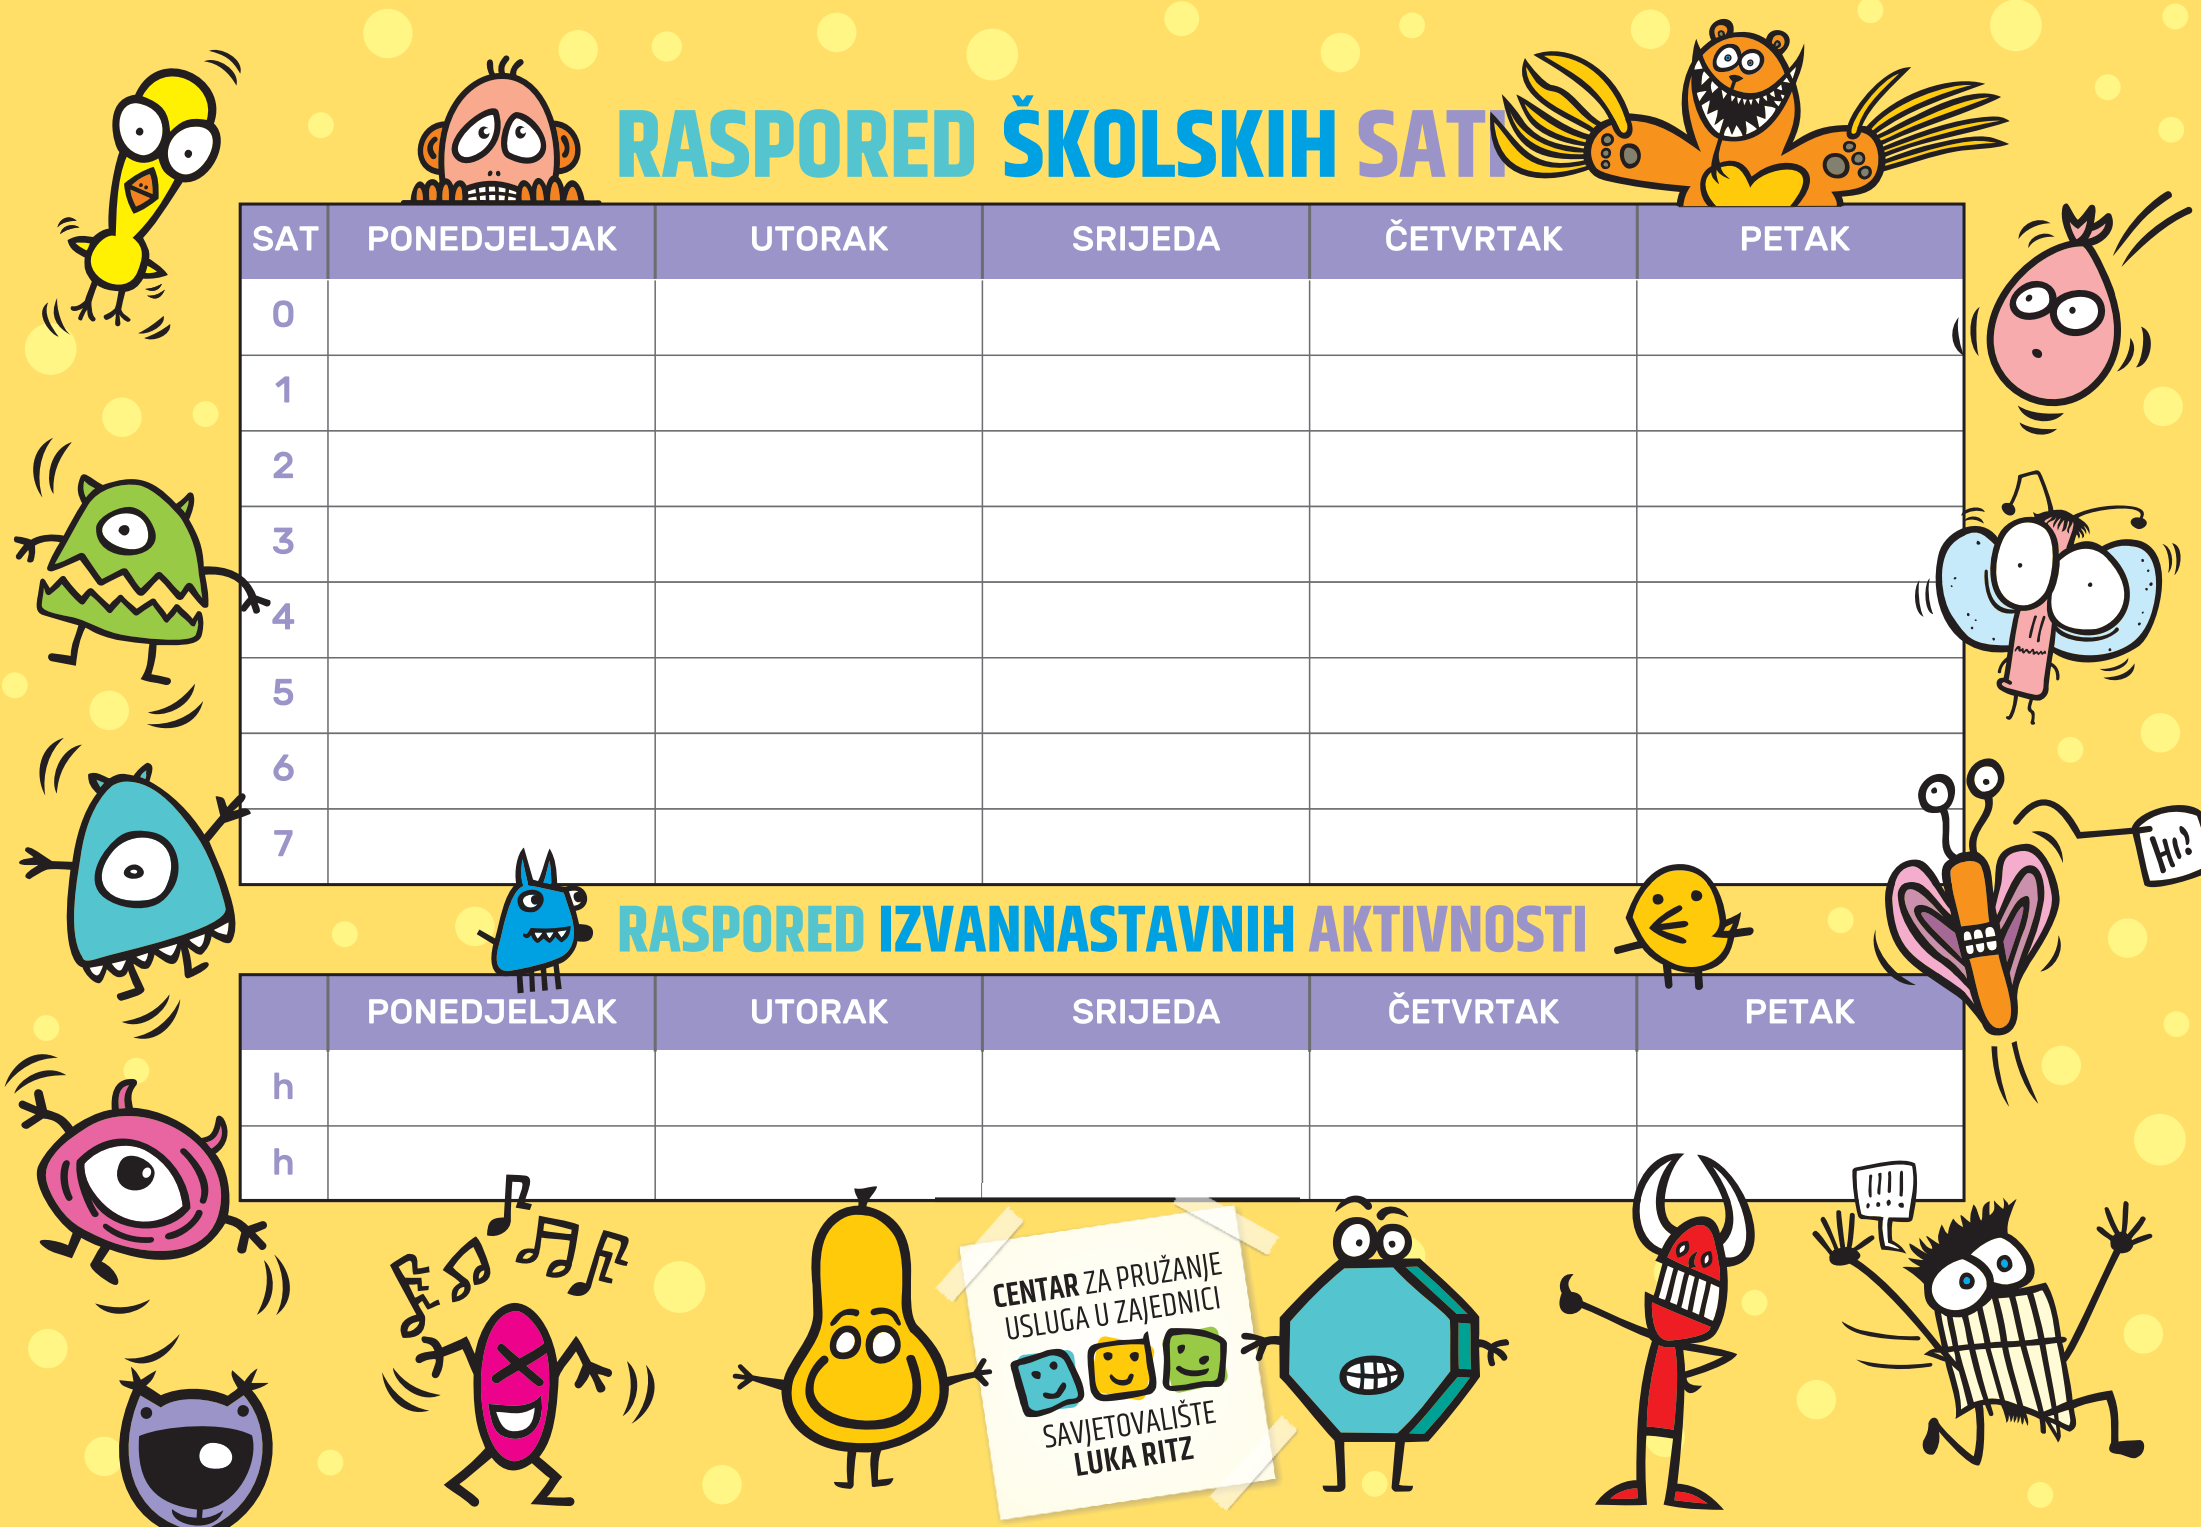 RASPORED ŠKOLSKIH SATI
SAT PONEDJELJAK UTORAK SRIJEDA ČETVRTAK PETAK
0
1
2
3
4
5
6
7
HI!
RASPORED IZVANNASTAVNIH AKTIVNOSTI
PONEDJELJAK UTORAK SRIJEDA ČETVRTAK PETAK
h
h
CENTAR ZA PRUŽANJE
USLUGA U ZAJEDNICI
SAVJETOVALIŠTE
LUKA RITZ